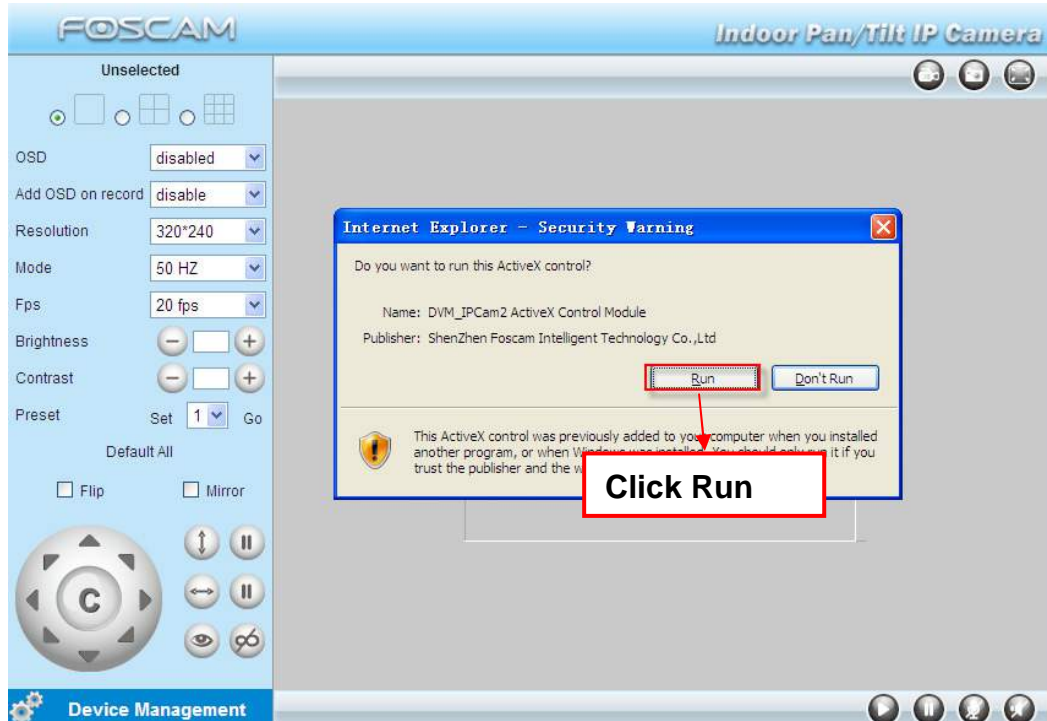 FOSCAM
Indoor Pan/Tilt IP Camera
Unselected
OSD disabled
Add OSD on record disable
Resolution 320*240
Mode 50 HZ
Fps 20 fps
Brightness
Contrast
Preset Set 1 Go
Default All
Flip Mirror
C
Device Management
Internet Explorer - Security Warning
Do you want to run this ActiveX control?
Name: DVM_IPCam2 ActiveX Control Module
Publisher: ShenZhen Foscam Intelligent Technology Co.,Ltd
Run Don't Run
This ActiveX control was previously added to your computer when you installed
another program, or when Windows was installed. You should only run it if you
trust the publisher and the
Click Run